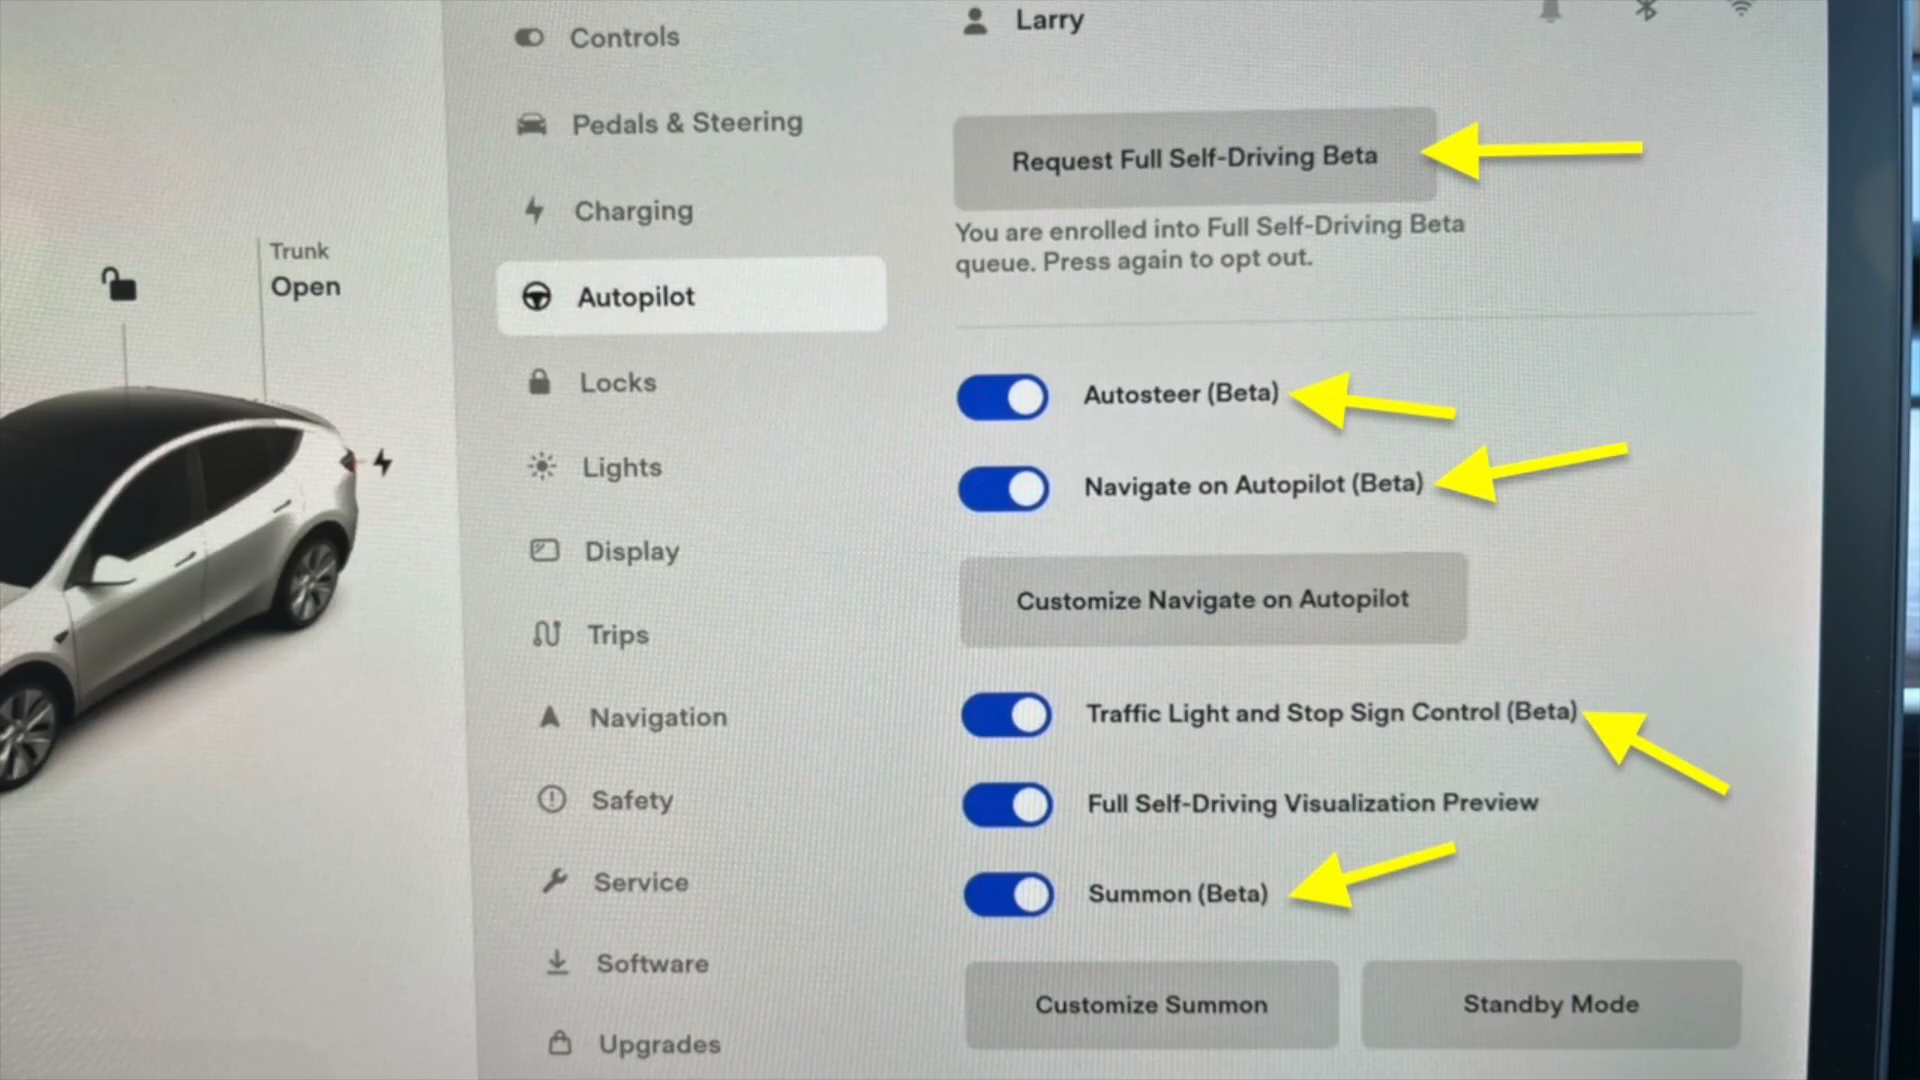 Trunk
Open
Controls
Pedals & Steering
Charging
Autopilot
Locks
Lights
Display
Trips
Navigation
Safety
Service
Software
Upgrades
Larry
Request Full Self-Driving Beta
You are enrolled into Full Self-Driving Beta
queue. Press again to opt out.
Autosteer (Beta)
Navigate on Autopilot (Beta)
Customize Navigate on Autopilot
Traffic Light and Stop Sign Control (Beta)
Full Self-Driving Visualization Preview
Summon (Beta)
Customize Summon
Standby Mode